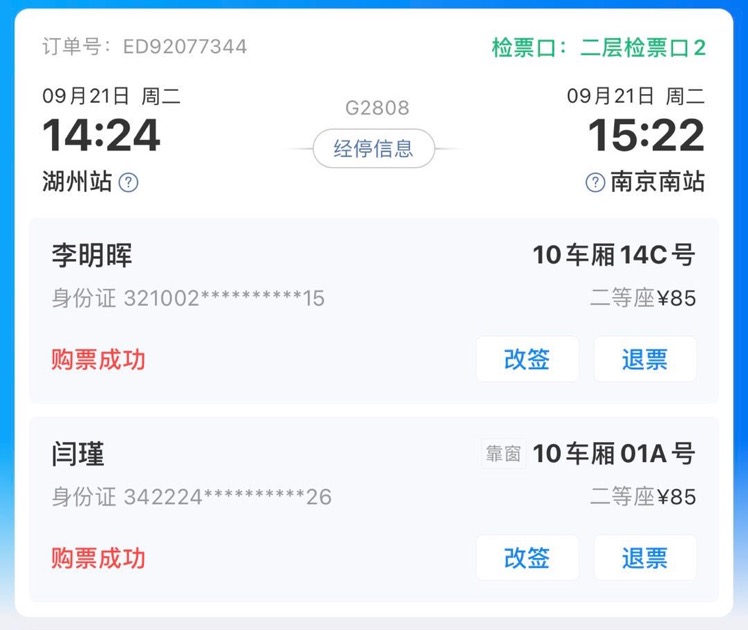 订单号：ED92077344 检票口：二层检票口2
09月21日 周二 G2808 09月21日 周二
14:24 经停信息 15:22
湖州站 ? ? 南京南站
李明晖 10车厢14C号
身份证 321002**********15 二等座¥85
购票成功 改签 退票
闫瑾 靠窗 10车厢01A号
身份证 342224**********26 二等座¥85
购票成功 改签 退票